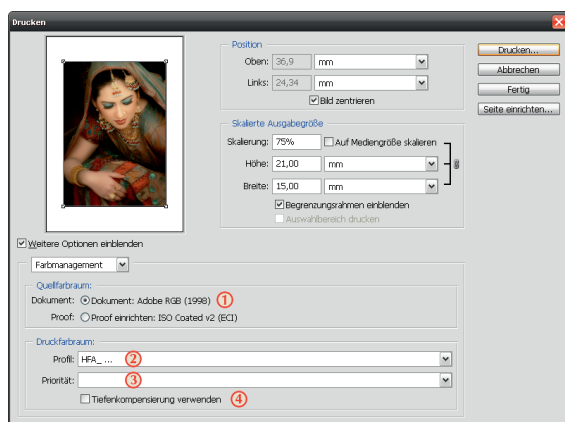 Drucken
Position
Oben: 36,9 mm
Links: 24,34 mm
Bild zentrieren
Skalierte Ausgabegröße
Skalierung: 75% Auf Mediengröße skalieren
Höhe: 21,00 mm
Breite: 15,00 mm
Begrenzungsrahmen einblenden
Auswahlbereich drucken
Drucken...
Abbrechen
Fertig
Seite einrichten...
Weitere Optionen einblenden
Farbmanagement
Quellfarbraum:
Dokument: Dokument: Adobe RGB (1998) 1
Proof: Proof einrichten: ISO Coated v2 (ECI)
Druckfarbraum:
Profil: HFA_ ... 2
Priorität: 3
Tiefenkompensierung verwenden 4